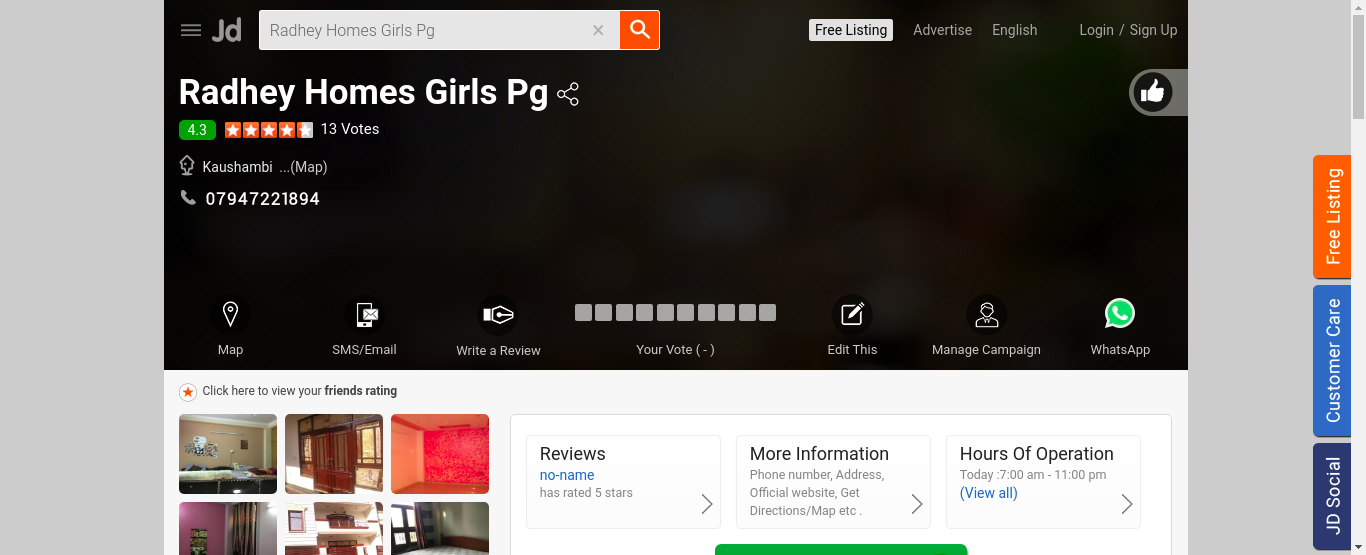 Jd
Radhey Homes Girls Pg
Free Listing
Advertise
English
Login / Sign Up
Radhey Homes Girls Pg
4.3
13 Votes
Kaushambi ...(Map)
07947221894
Map
SMS/Email
Write a Review
Your Vote ( - )
Edit This
Manage Campaign
WhatsApp
Click here to view your friends rating
Reviews
no-name
has rated 5 stars
More Information
Phone number, Address,
Official website, Get
Directions/Map etc .
Hours Of Operation
Today :7:00 am - 11:00 pm
(View all)
Free Listing
Customer Care
JD Social